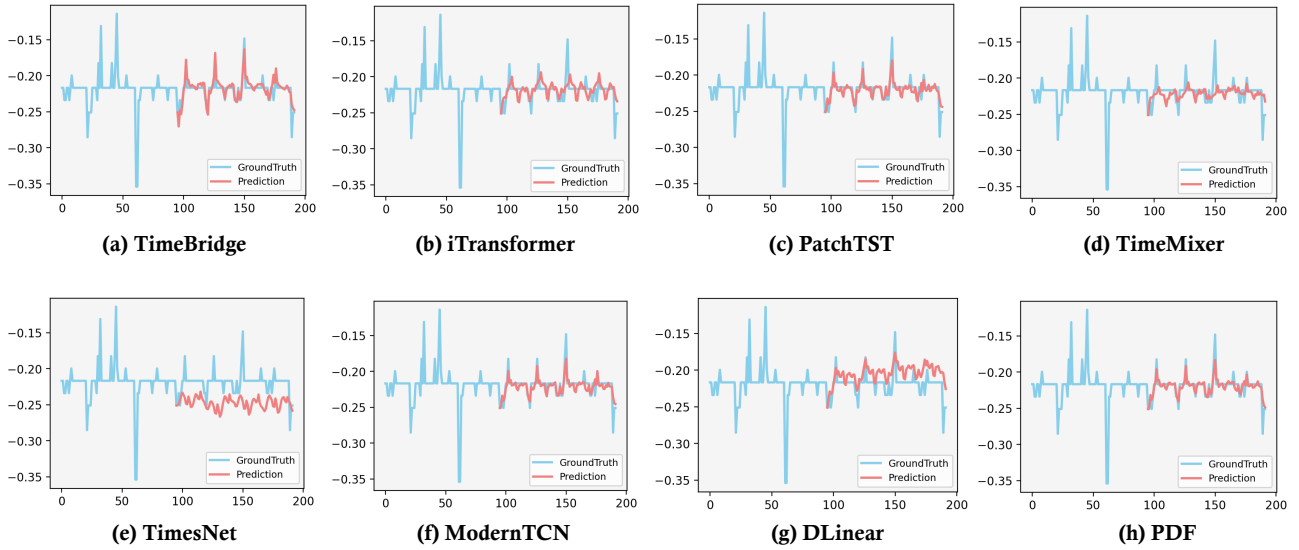 −0.15
−0.20
−0.25
−0.30
−0.35
GroundTruth
Prediction
0 50 100 150 200
(a) TimeBridge
−0.15
−0.20
−0.25
−0.30
−0.35
GroundTruth
Prediction
0 50 100 150 200
(b) iTransformer
−0.15
−0.20
−0.25
−0.30
−0.35
GroundTruth
Prediction
0 50 100 150 200
(c) PatchTST
−0.15
−0.20
−0.25
−0.30
−0.35
GroundTruth
Prediction
0 50 100 150 200
(d) TimeMixer
−0.15
−0.20
−0.25
−0.30
−0.35
GroundTruth
Prediction
0 50 100 150 200
(e) TimesNet
−0.15
−0.20
−0.25
−0.30
−0.35
GroundTruth
Prediction
0 50 100 150 200
(f) ModernTCN
−0.15
−0.20
−0.25
−0.30
−0.35
GroundTruth
Prediction
0 50 100 150 200
(g) DLinear
−0.15
−0.20
−0.25
−0.30
−0.35
GroundTruth
Prediction
0 50 100 150 200
(h) PDF